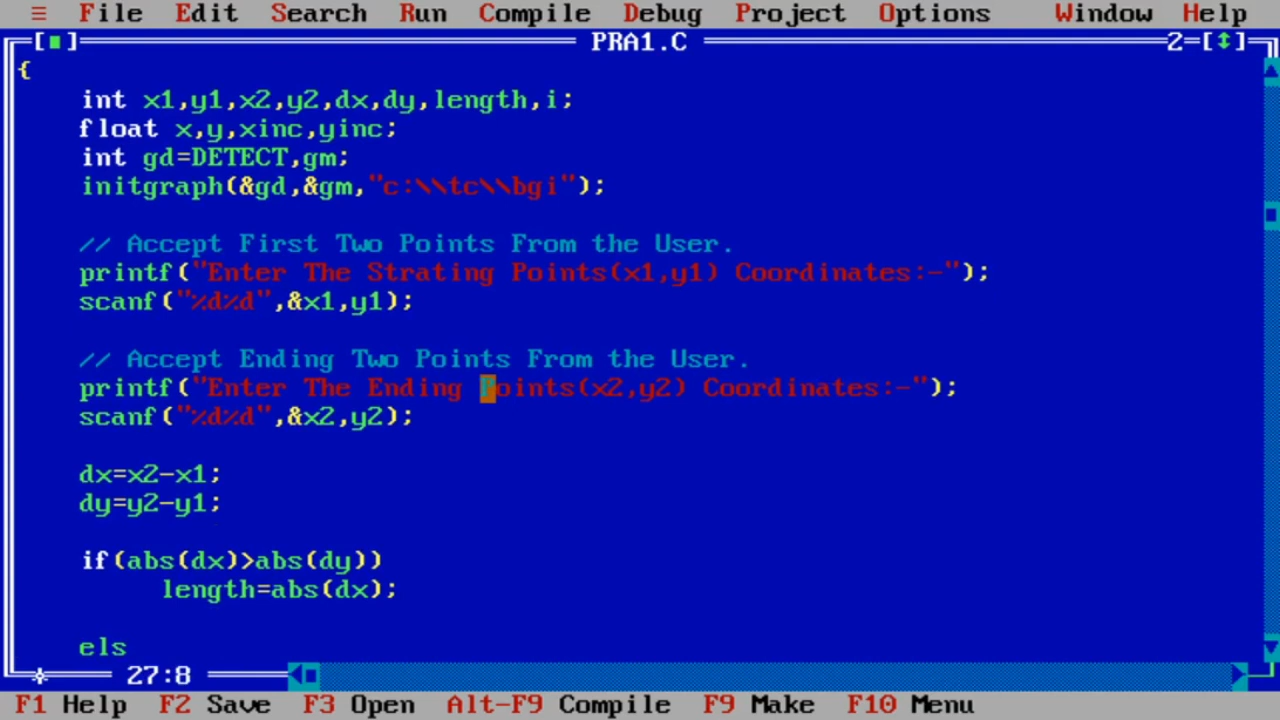 ≡ File Edit Search Run Compile Debug Project Options Window Help
[■] PRA1.C 2=[↕]
{
int x1,y1,x2,y2,dx,dy,length,i;
float x,y,xinc,yinc;
int gd=DETECT,gm;
initgraph(&gd,&gm,"c:\\tc\\bgi");
// Accept First Two Points From the User.
printf("Enter The Strating Points(x1,y1) Coordinates:-");
scanf("%d%d",&x1,y1);
// Accept Ending Two Points From the User.
printf("Enter The Ending Points(x2,y2) Coordinates:-");
scanf("%d%d",&x2,y2);
dx=x2-x1;
dy=y2-y1;
if(abs(dx)>abs(dy))
length=abs(dx);
els
27:8
F1 Help F2 Save F3 Open Alt-F9 Compile F9 Make F10 Menu